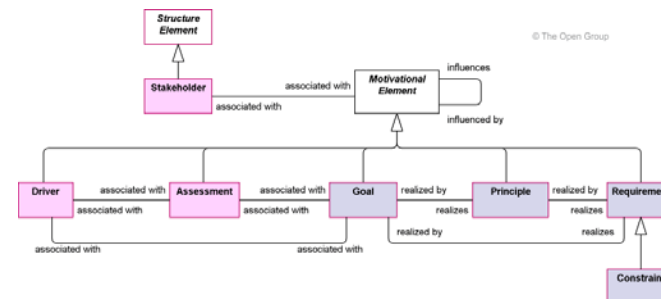 Structure
Element
© The Open Group
Stakeholder
associated with
associated with
Motivational
Element
influences
influenced by
Driver
associated with
associated with
Assessment
associated with
associated with
Goal
realized by
realizes
Principle
realized by
realizes
Requireme
associated with
associated with
realized by
realizes
Constrain